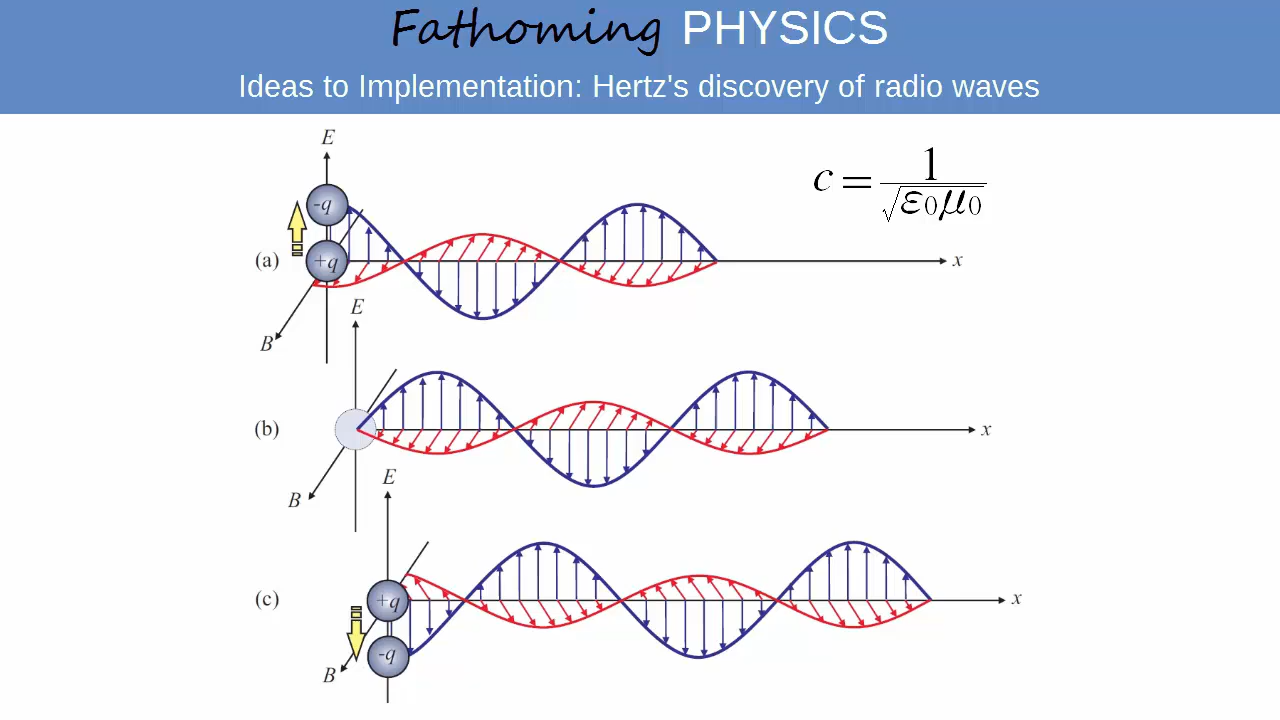 Fathoming PHYSICS
Ideas to Implementation: Hertz's discovery of radio waves
E
c = 1/√ε₀μ₀
-q
(a) +q x
B
E
(b) x
B
E
(c) +q x
-q
B